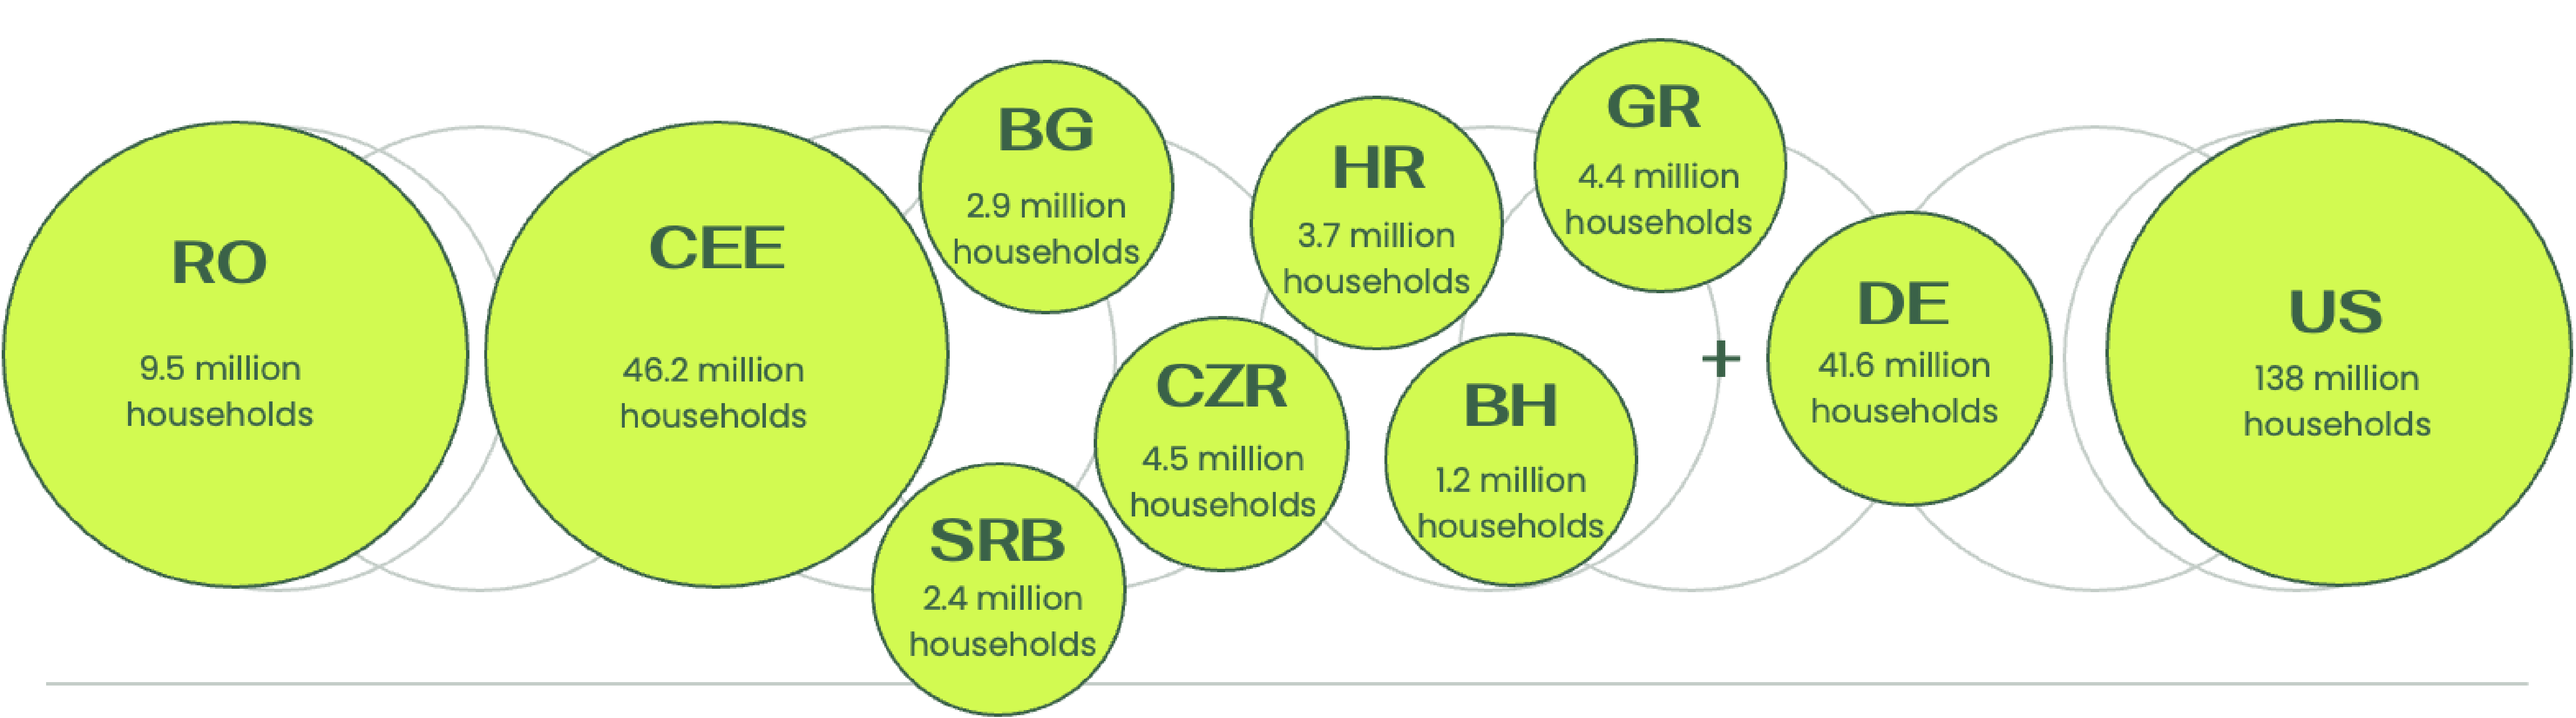 RO
9.5 million
households
CEE
46.2 million
households
BG
2.9 million
households
SRB
2.4 million
households
CZR
4.5 million
households
HR
3.7 million
households
BH
1.2 million
households
GR
4.4 million
households
+
DE
41.6 million
households
US
138 million
households